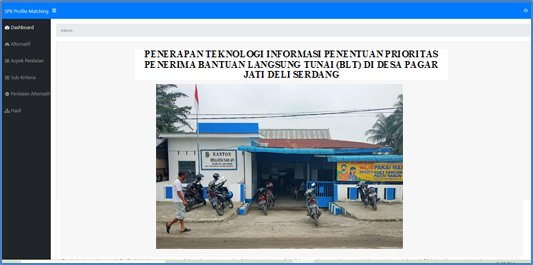 SPK Profile Matching
Dashboard
Admin
Alternatif
Aspek Penilaian
Sub-Kriteria
Penilaian Alternatif
Hasil
PENERAPAN TEKNOLOGI INFORMASI PENENTUAN PRIORITAS
PENERIMA BANTUAN LANGSUNG TUNAI (BLT) DI DESA PAGAR
JATI DELI SERDANG
KANTOR
PAKAI